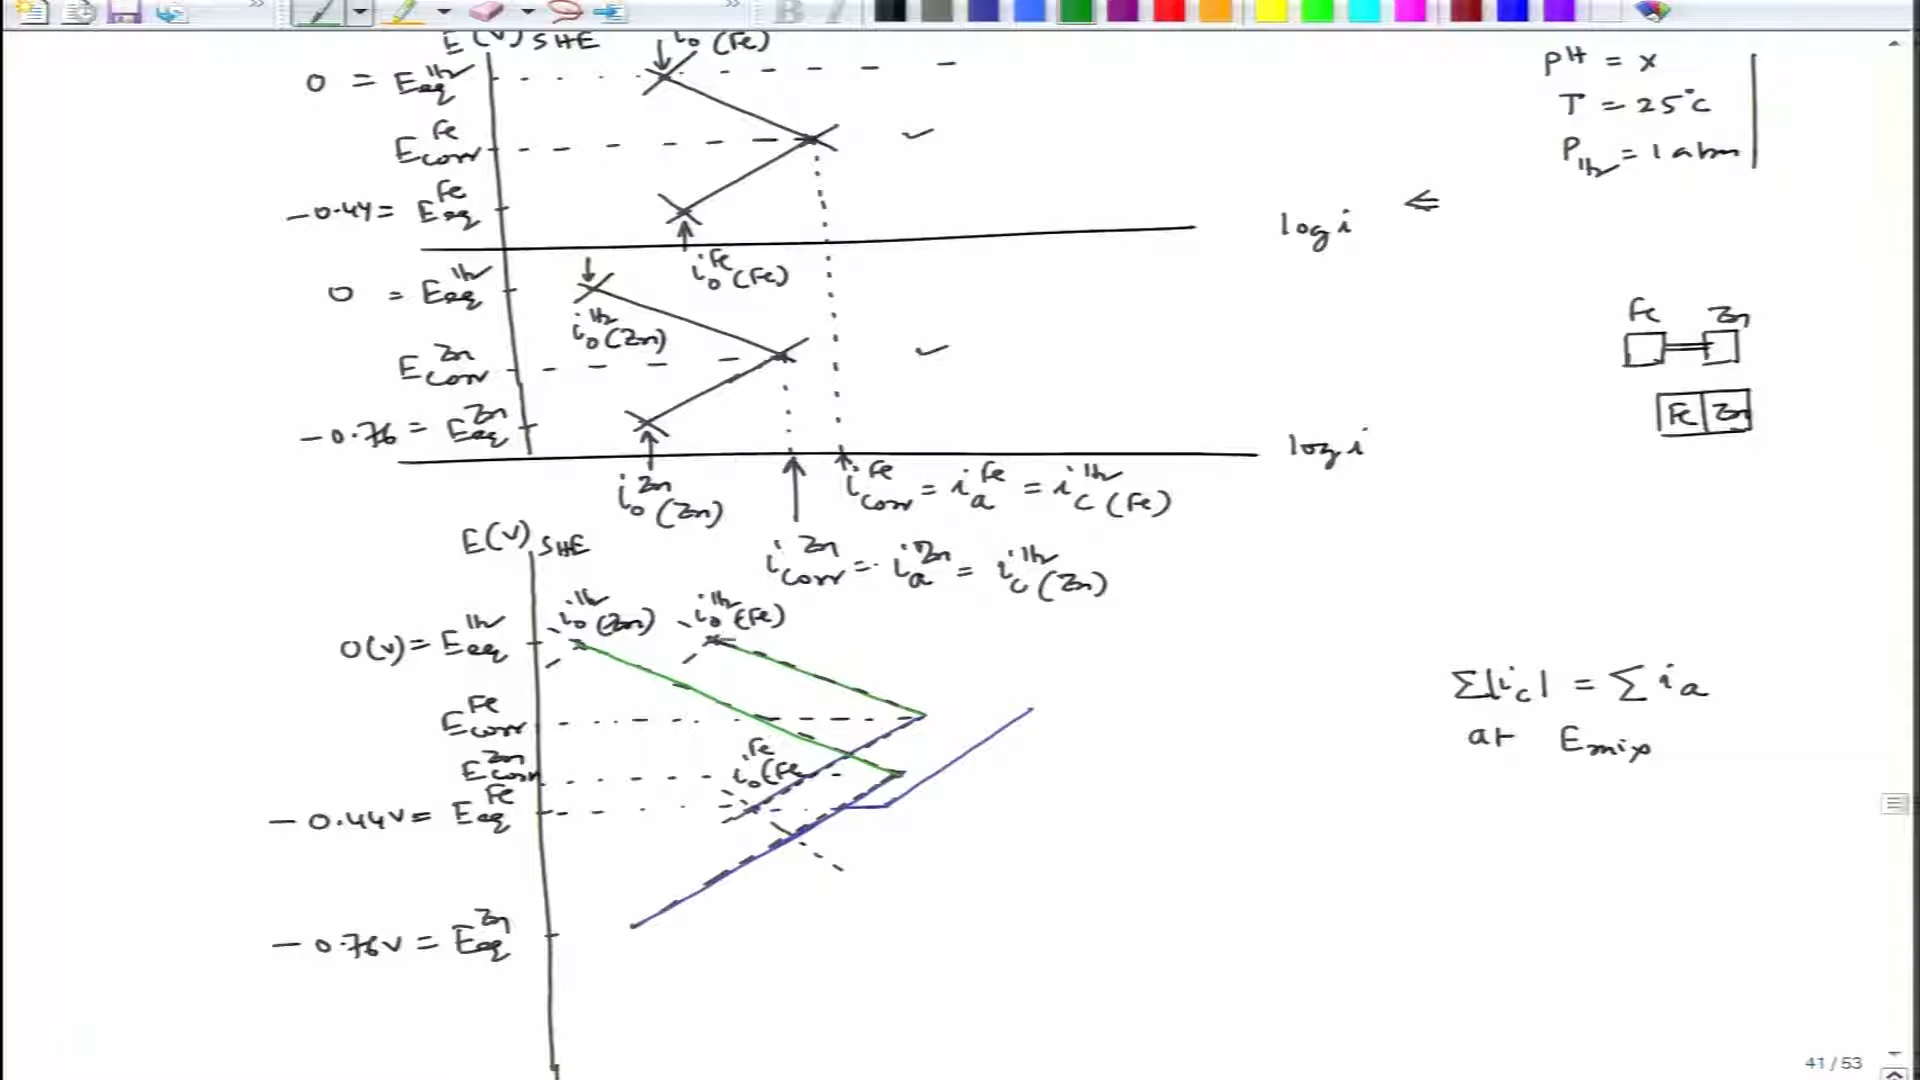 E(V) SHE
i₀ (Fe)
0 = E_eq^H₂
E_corr^Fe
-0.44 = E_eq^Fe
log i
i₀^Fe (Fe)
pH = x
T = 25°C
P_H₂ = 1 atm
⇐
0 = E_eq^H₂
i₀^H₂ (Zn)
E_corr^Zn
-0.76 = E_eq^Zn
log i
i₀^Zn (Zn)
i_corr^Fe = i_a^Fe = i_c^H₂ (Fe)
i_corr^Zn = i_a^Zn = i_c^H₂ (Zn)
Fe Zn
Fe Zn
E(V) SHE
i₀^H₂ (Zn) i₀^H₂ (Fe)
0(V) = E_eq^H₂
E_corr^Fe
E_corr^Zn
i₀^Fe (Fe
-0.44V = E_eq^Fe
-0.76V = E_eq^Zn
Σ|i_c| = Σ i_a
at E_mix
41 / 53